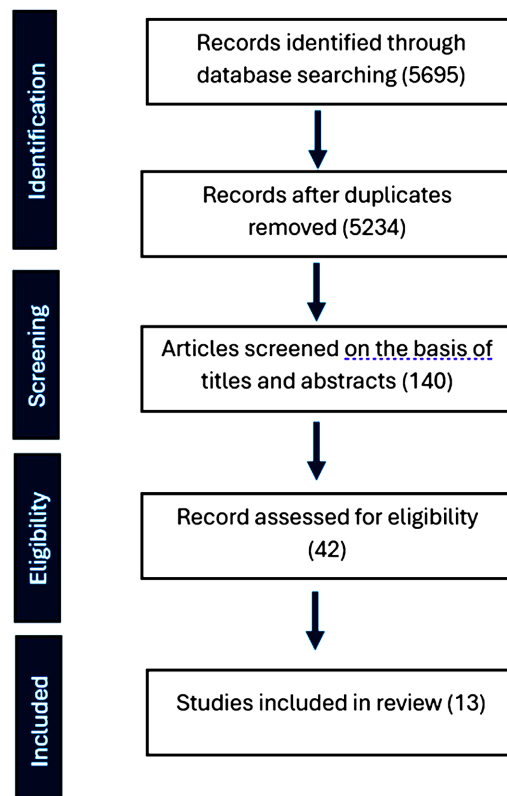 Identification
Records identified through
database searching (5695)
Records after duplicates
removed (5234)
Screening
Articles screened on the basis of
titles and abstracts (140)
Eligibility
Record assessed for eligibility
(42)
Included
Studies included in review (13)